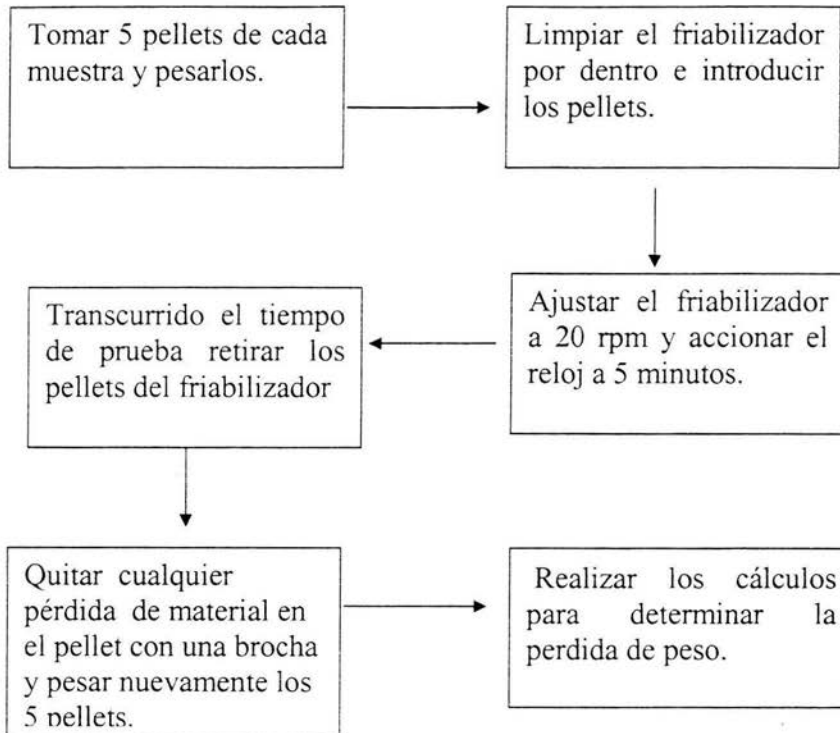 Tomar 5 pellets de cada
muestra y pesarlos.
Limpiar el friabilizador
por dentro e introducir
los pellets.
Ajustar el friabilizador
a 20 rpm y accionar el
reloj a 5 minutos.
Transcurrido el tiempo
de prueba retirar los
pellets del friabilizador
Quitar cualquier
pérdida de material en
el pellet con una brocha
y pesar nuevamente los
5 pellets.
Realizar los cálculos
para determinar la
perdida de peso.